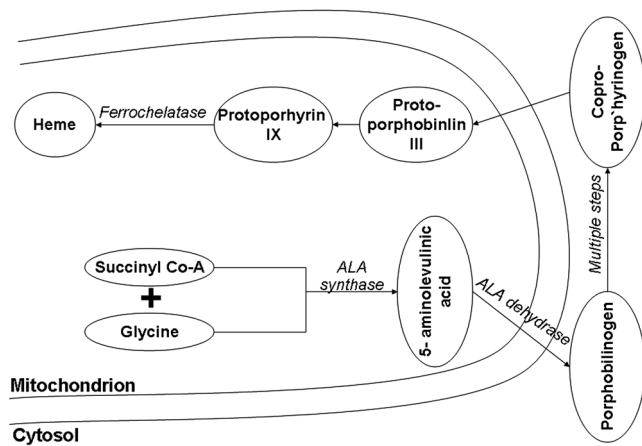 Copro-
Porp`hyrinogen
Heme
Ferrochelatase
Protoporhyrin
IX
Proto-
porphobinlin
III
Multiple steps
Succinyl Co-A
+
Glycine
ALA
synthase
5- aminolevulinic
acid
ALA dehydrase
Porphobilinogen
Mitochondrion
Cytosol